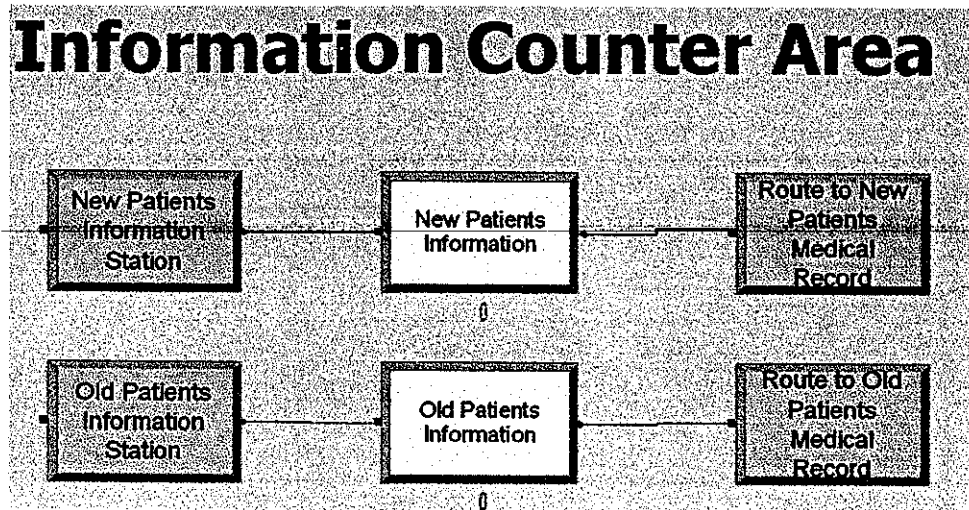 Information Counter Area
New Patients
Information
Station
New Patients
Information
0
Route to New
Patients
Medical
Record
Old Patients
Information
Station
Old Patients
Information
0
Route to Old
Patients
Medical
Record